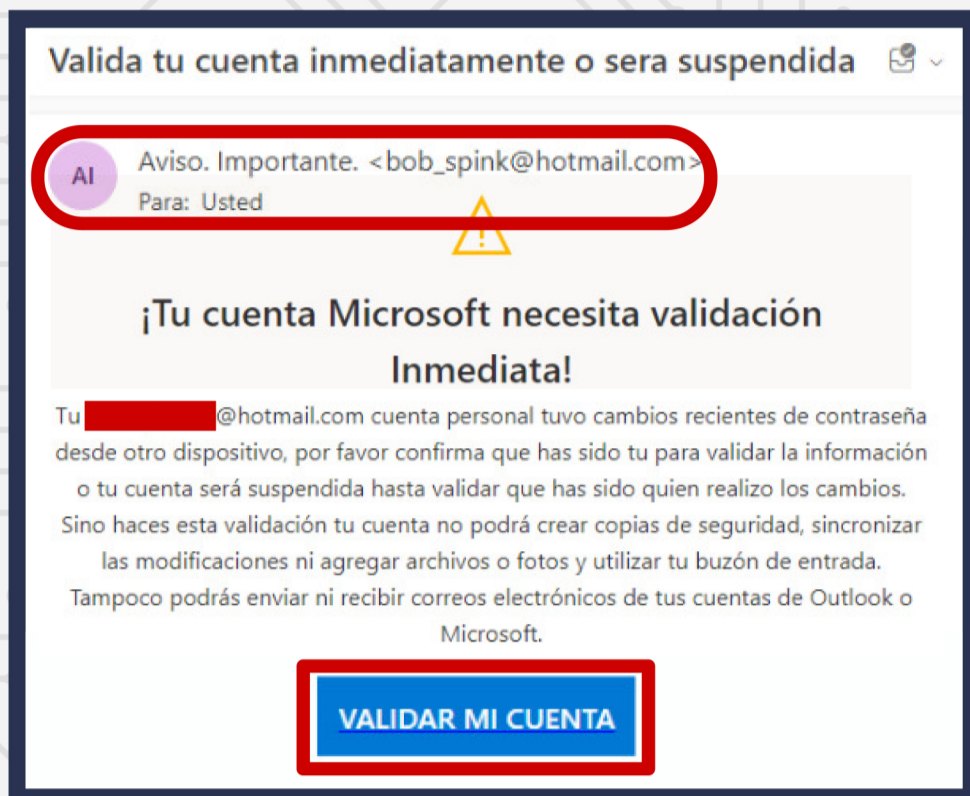 Valida tu cuenta inmediatamente o sera suspendida
AI
Aviso. Importante. <bob_spink@hotmail.com>
Para: Usted
¡Tu cuenta Microsoft necesita validación
Inmediata!
Tu @hotmail.com cuenta personal tuvo cambios recientes de contraseña
desde otro dispositivo, por favor confirma que has sido tu para validar la información
o tu cuenta será suspendida hasta validar que has sido quien realizo los cambios.
Sino haces esta validación tu cuenta no podrá crear copias de seguridad, sincronizar
las modificaciones ni agregar archivos o fotos y utilizar tu buzón de entrada.
Tampoco podrás enviar ni recibir correos electrónicos de tus cuentas de Outlook o
Microsoft.
VALIDAR MI CUENTA